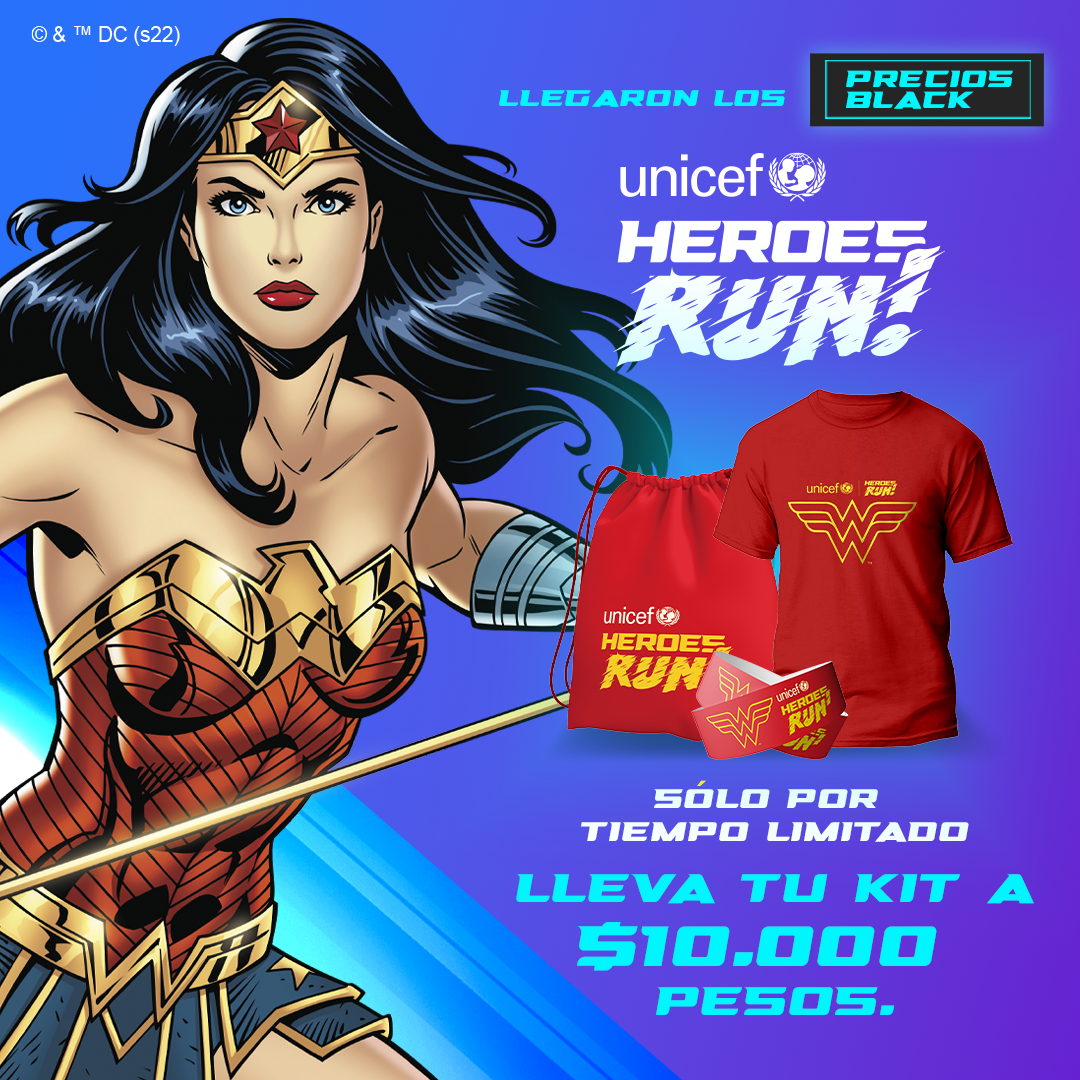 © & ™ DC (s22)
LLEGARON LOS
PRECIOS
BLACK
unicef
HEROES
RUN!
unicef
HEROES
RUN!
unicef
HEROES
RUN
unicef
HEROES
RUN!
SÓLO POR
TIEMPO LIMITADO
LLEVA TU KIT A
$10.000
PESOS.